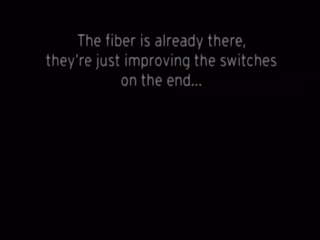 The fiber is already there,
they're just improving the switches
on the end...